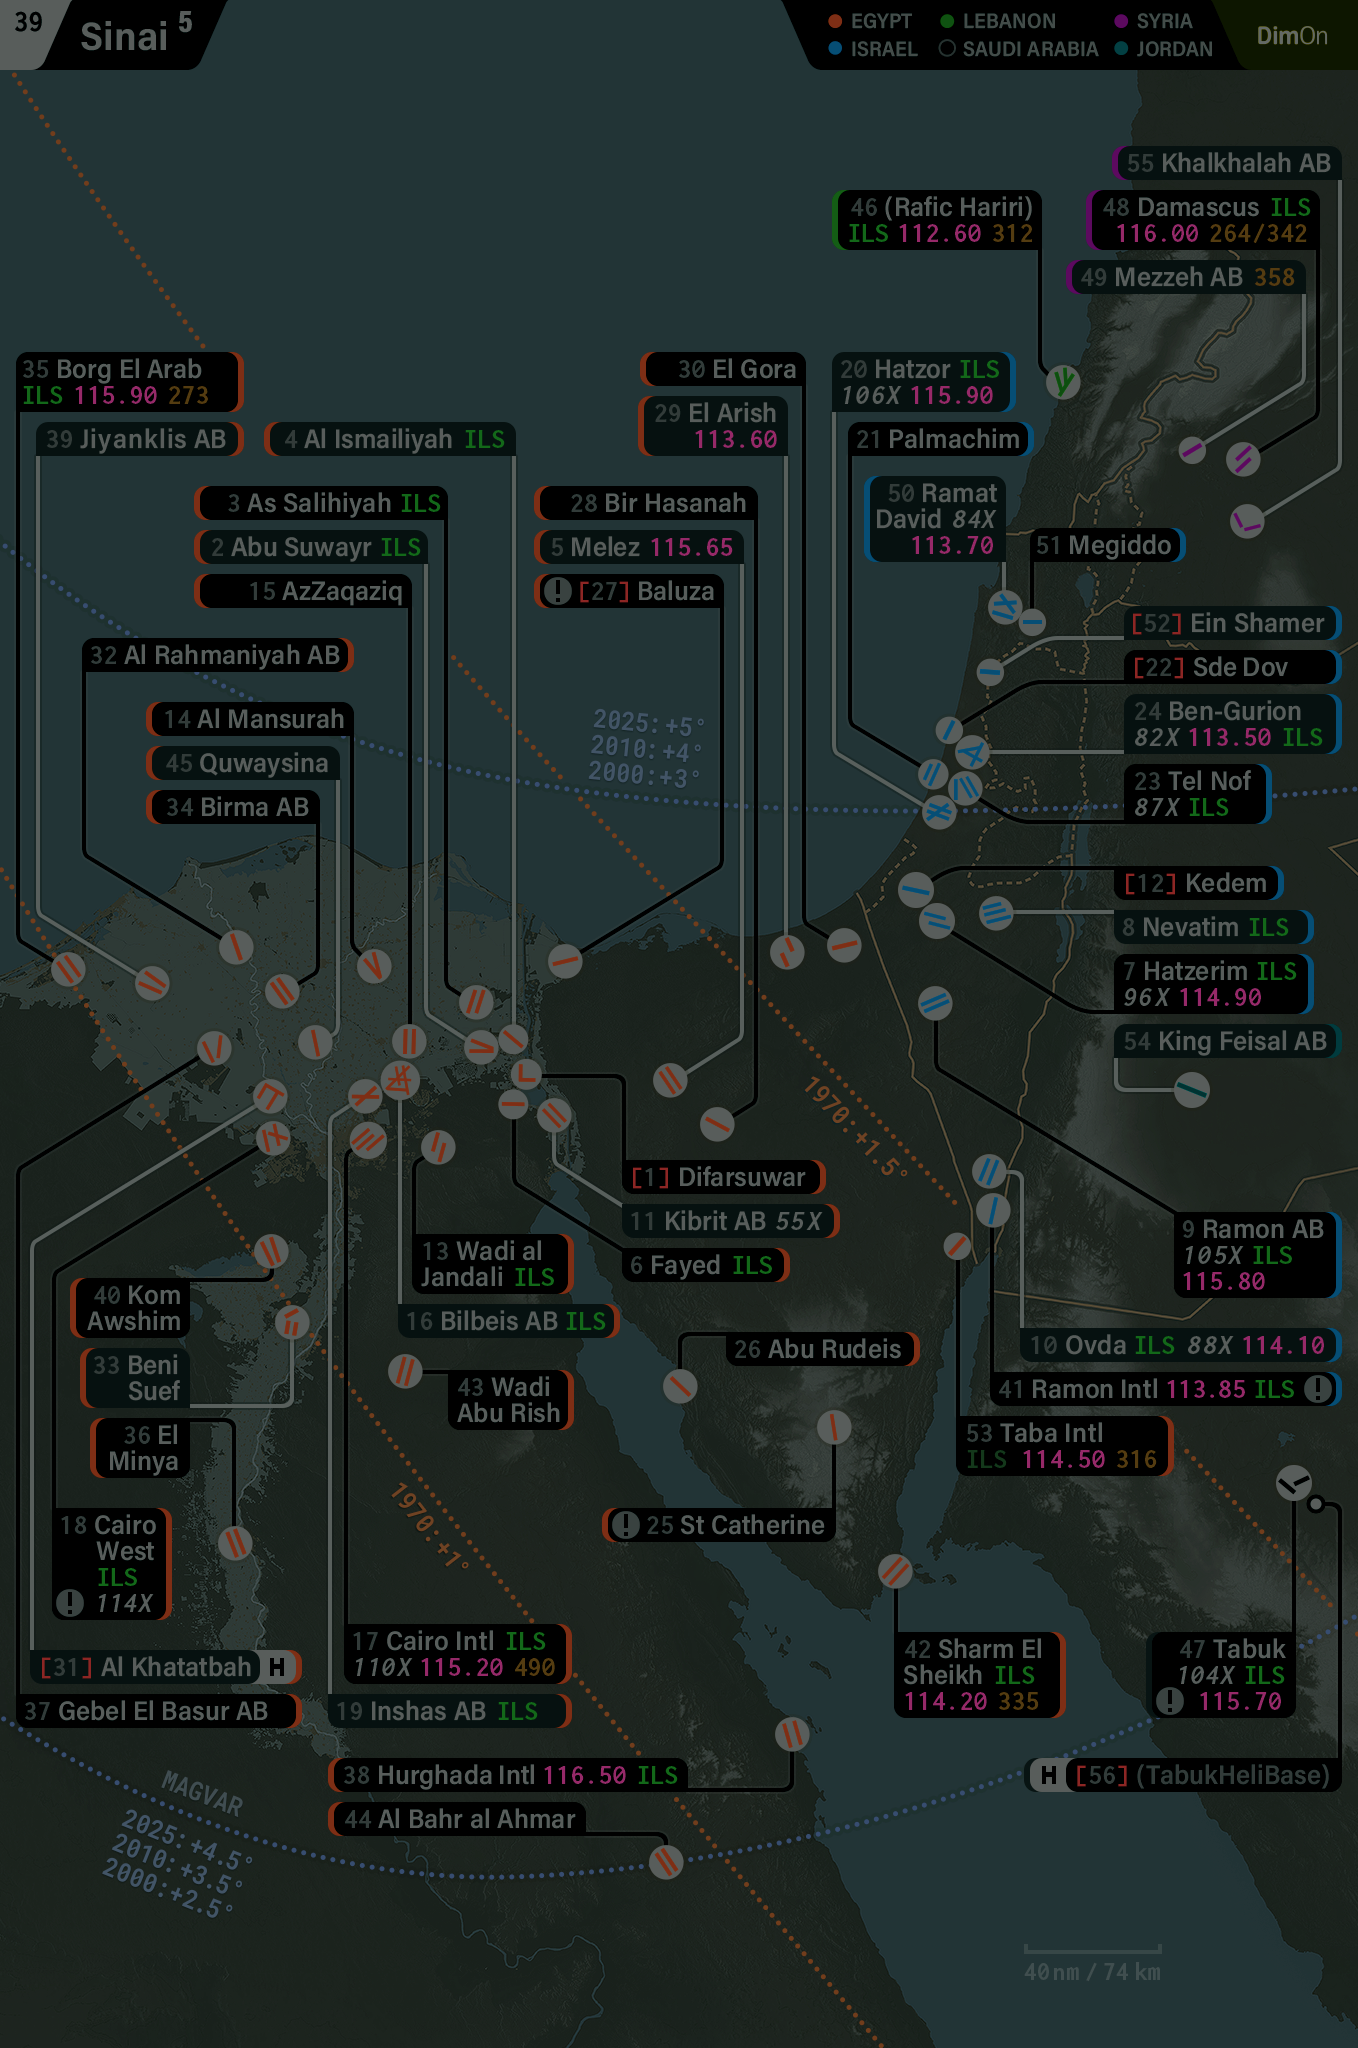 39
Sinai 5
EGYPT
LEBANON
SYRIA
ISRAEL
SAUDI ARABIA
JORDAN
DimOn
55 Khalkhalah AB
46 (Rafic Hariri)
ILS 112.60 312
48 Damascus ILS
116.00 264/342
49 Mezzeh AB 358
35 Borg El Arab
ILS 115.90 273
39 Jiyanklis AB
4 Al Ismailiyah ILS
30 El Gora
29 El Arish
113.60
20 Hatzor ILS
106X 115.90
21 Palmachim
3 As Salihiyah ILS
2 Abu Suwayr ILS
15 AzZaqaziq
28 Bir Hasanah
5 Melez 115.65
! [27] Baluza
50 Ramat
David 84X
113.70
51 Megiddo
32 Al Rahmaniyah AB
[52] Ein Shamer
[22] Sde Dov
14 Al Mansurah
45 Quwaysina
34 Birma AB
2025:+5°
2010:+4°
2000:+3°
24 Ben-Gurion
82X 113.50 ILS
23 Tel Nof
87X ILS
[12] Kedem
8 Nevatim ILS
7 Hatzerim ILS
96X 114.90
54 King Feisal AB
1970:+1.5°
[1] Difarsuwar
11 Kibrit AB 55X
6 Fayed ILS
13 Wadi al
Jandali ILS
16 Bilbeis AB ILS
9 Ramon AB
105X ILS
115.80
40 Kom
Awshim
33 Beni
Suef
36 El
Minya
43 Wadi
Abu Rish
26 Abu Rudeis
10 Ovda ILS 88X 114.10
41 Ramon Intl 113.85 ILS !
53 Taba Intl
ILS 114.50 316
1970:+1°
18 Cairo
West
ILS
! 114X
! 25 St Catherine
17 Cairo Intl ILS
110X 115.20 490
[31] Al Khatatbah H
37 Gebel El Basur AB
19 Inshas AB ILS
42 Sharm El
Sheikh ILS
114.20 335
47 Tabuk
104X ILS
! 115.70
38 Hurghada Intl 116.50 ILS
44 Al Bahr al Ahmar
H [56] (TabukHeliBase)
MAGVAR
2025:+4.5°
2010:+3.5°
2000:+2.5°
40nm / 74 km